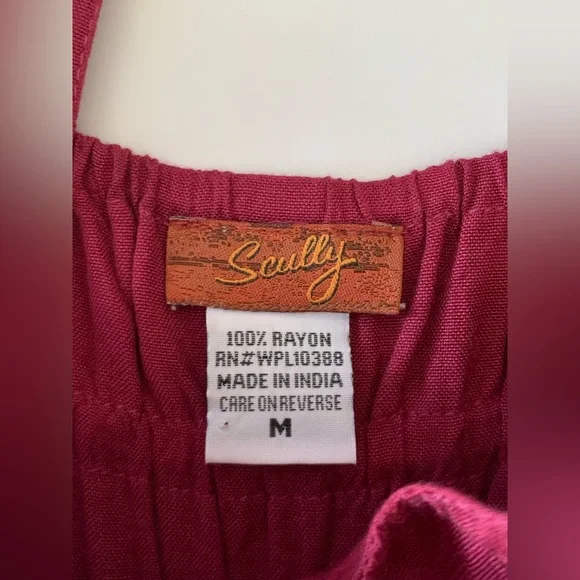 Scully
100% RAYON
RN#WPL10388
MADE IN INDIA
CARE ON REVERSE
M